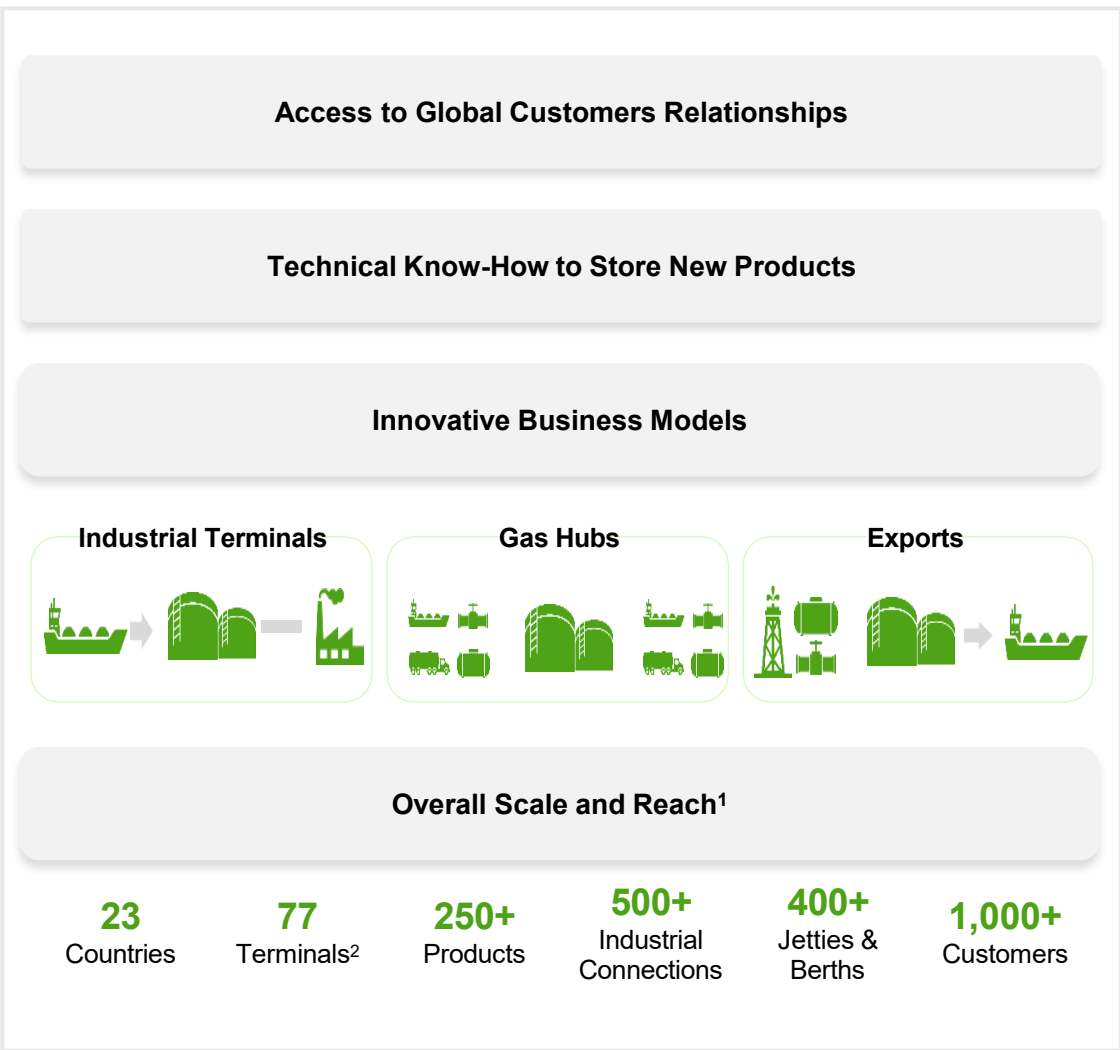 Access to Global Customers Relationships
Technical Know-How to Store New Products
Innovative Business Models
Industrial Terminals
Gas Hubs
Exports
Overall Scale and Reach¹
23
Countries
77
Terminals²
250+
Products
500+
Industrial
Connections
400+
Jetties &
Berths
1,000+
Customers